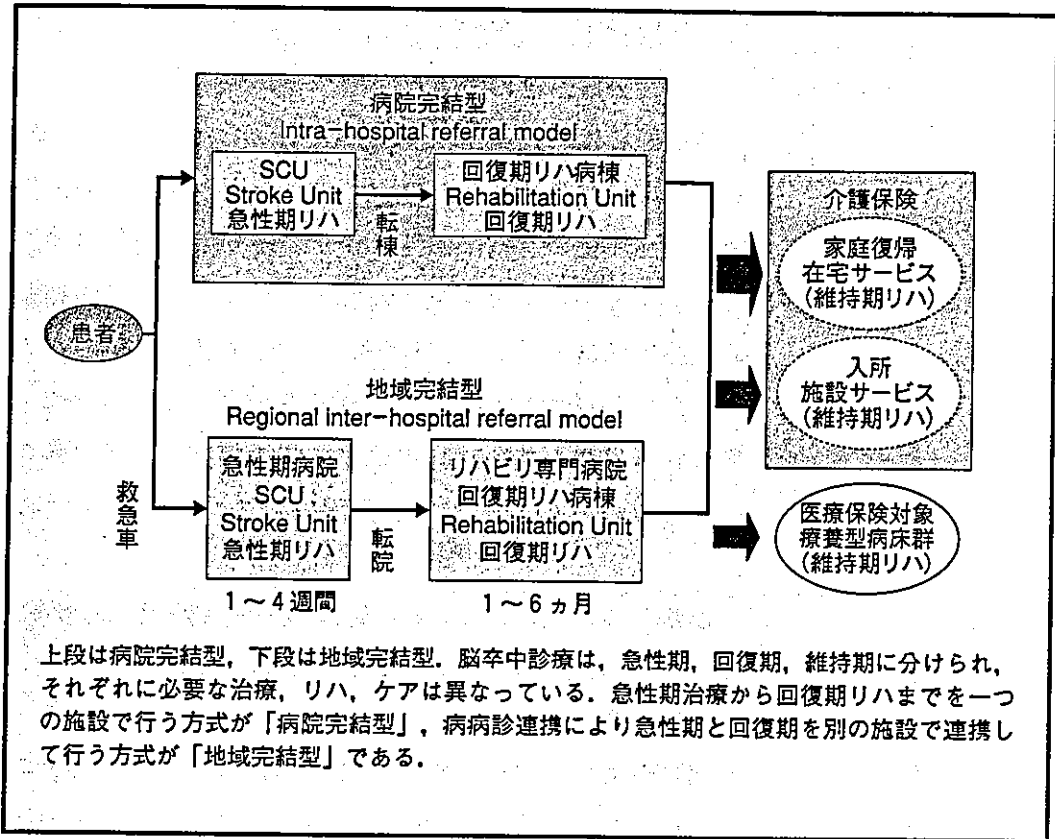 病院完結型
Intra-hospital referral model
SCU
Stroke Unit
急性期リハ
転棟
回復期リハ病棟
Rehabilitation Unit
回復期リハ
介護保険
家庭復帰
在宅サービス
(維持期リハ)
患者
入所
施設サービス
(維持期リハ)
地域完結型
Regional inter-hospital referral model
救急車
急性期病院
SCU
Stroke Unit
急性期リハ
転院
リハビリ専門病院
回復期リハ病棟
Rehabilitation Unit
回復期リハ
医療保険対象
療養型病床群
(維持期リハ)
1～4週間
1～6ヵ月
上段は病院完結型，下段は地域完結型．脳卒中診療は，急性期，回復期，維持期に分けられ，
それぞれに必要な治療，リハ，ケアは異なっている．急性期治療から回復期リハまでを一つ
の施設で行う方式が「病院完結型」，病病診連携により急性期と回復期を別の施設で連携し
て行う方式が「地域完結型」である．